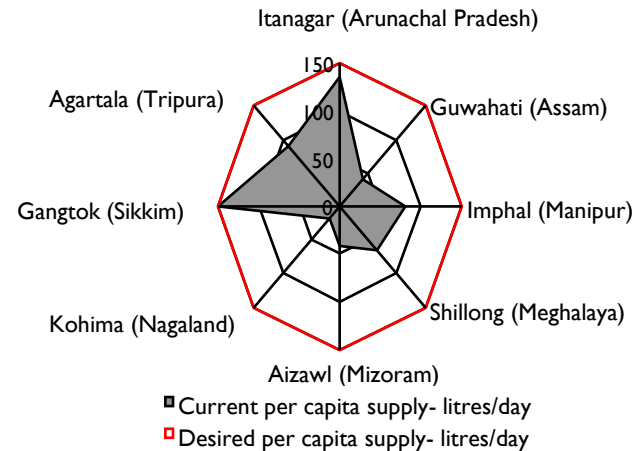 Itanagar (Arunachal Pradesh)
150
Agartala (Tripura)
100
Guwahati (Assam)
50
Gangtok (Sikkim)
0
Imphal (Manipur)
Kohima (Nagaland)
Shillong (Meghalaya)
Aizawl (Mizoram)
Current per capita supply- litres/day
Desired per capita supply- litres/day